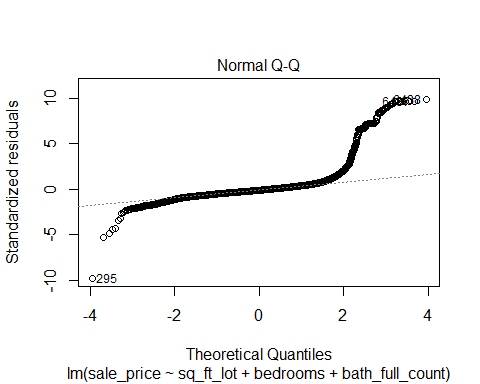 Normal Q-Q
Standardized residuals
10
5
0
-5
-10
295
-4
-2
0
2
4
Theoretical Quantiles
lm(sale_price ~ sq_ft_lot + bedrooms + bath_full_count)